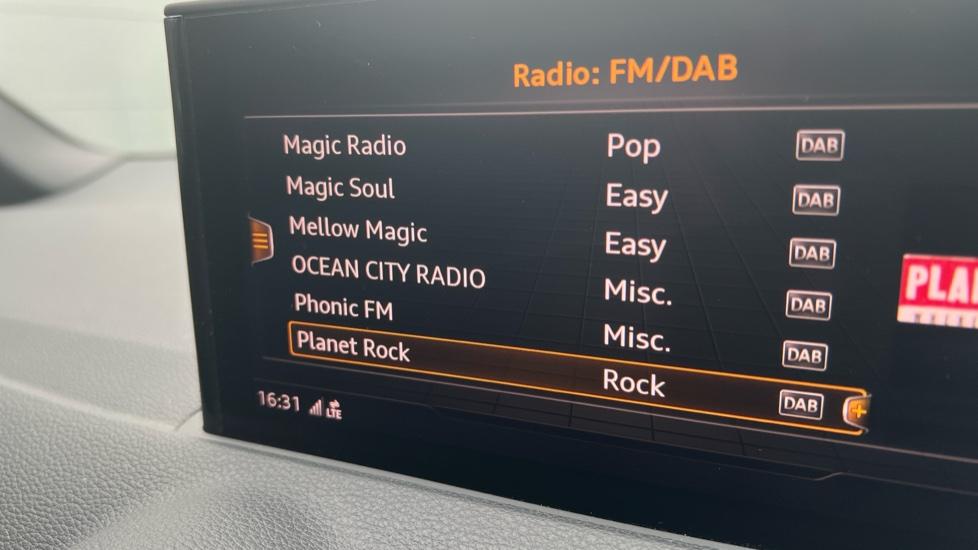 Radio: FM/DAB
Magic Radio Pop DAB
Magic Soul Easy DAB
Mellow Magic Easy DAB
OCEAN CITY RADIO Misc. DAB
Phonic FM Misc. DAB
Planet Rock Rock DAB
16:31 LTE